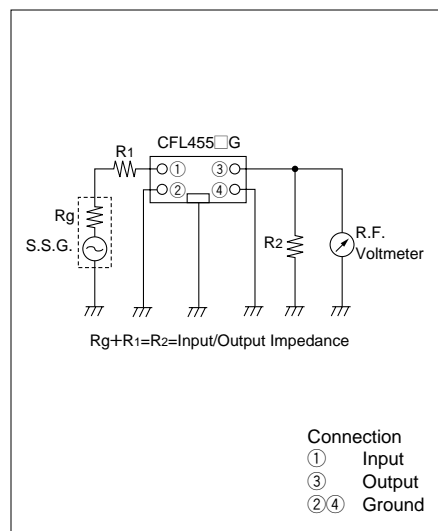 CFL455□G
R1
① ③
② ④
Rg
S.S.G.
R2
R.F.
Voltmeter
Rg+R1=R2=Input/Output Impedance
Connection
① Input
③ Output
②④ Ground